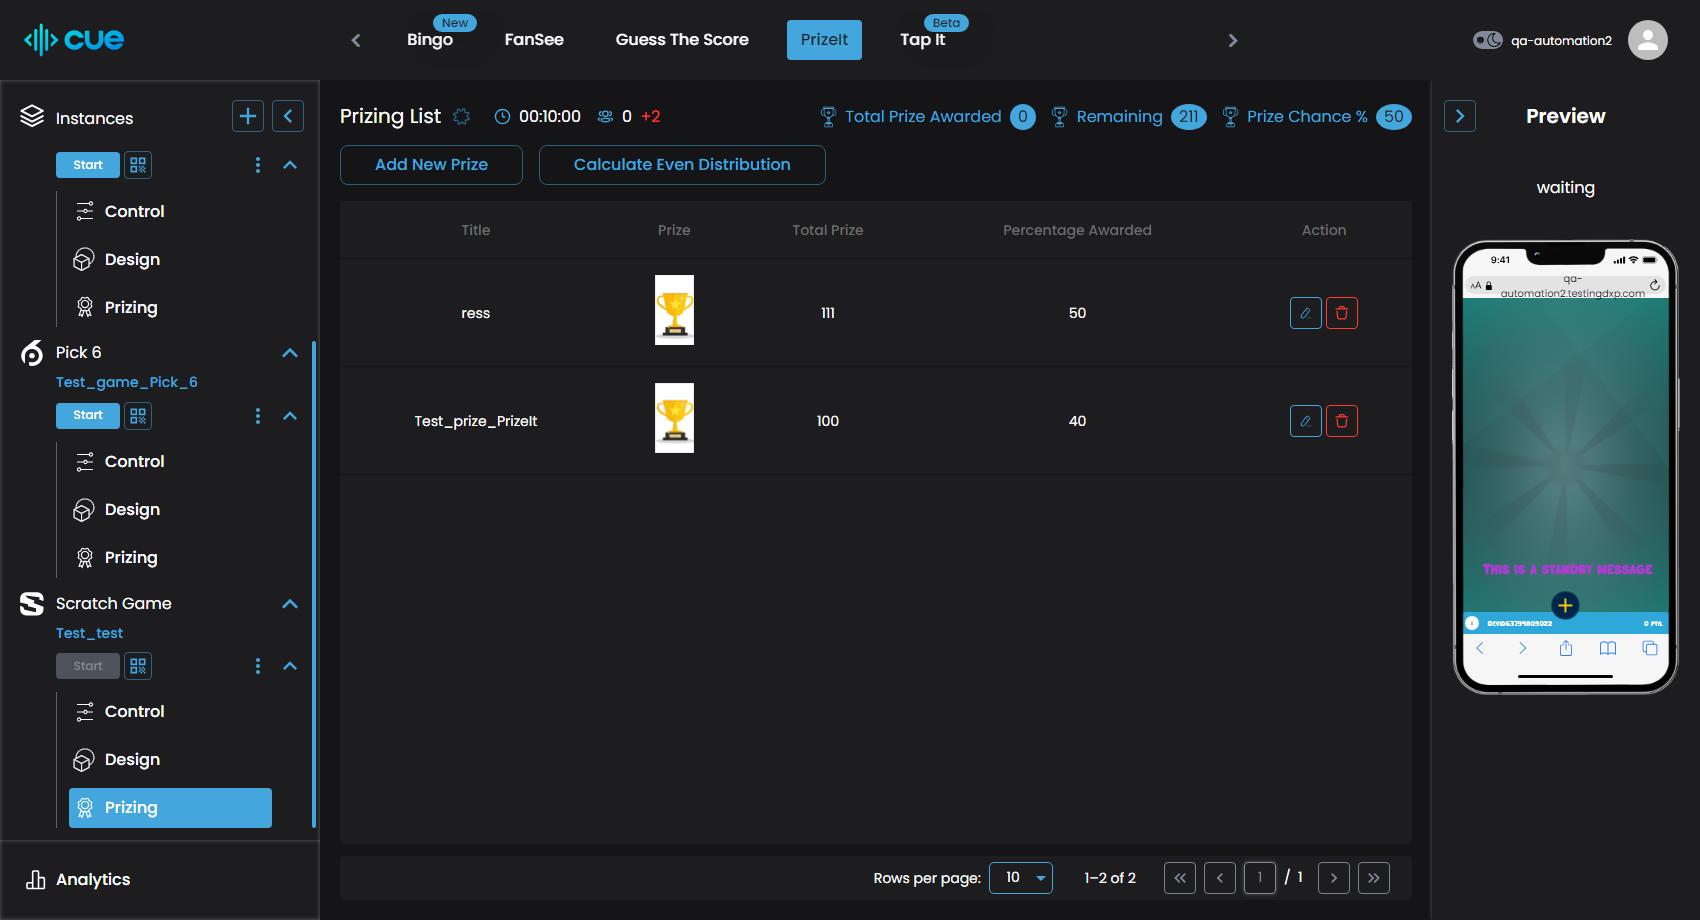 cue
Bingo
New
FanSee
Guess The Score
PrizeIt
Tap It
Beta
qa-automation2
Instances
Start
Control
Design
Prizing
Pick 6
Test_game_Pick_6
Start
Control
Design
Prizing
Scratch Game
Test_test
Start
Control
Design
Prizing
Analytics
Prizing List 00:10:00 0 +2
Total Prize Awarded 0 Remaining 211 Prize Chance % 50
Add New Prize Calculate Even Distribution
Title Prize Total Prize Percentage Awarded Action
ress 111 50
Test_prize_PrizeIt 100 40
Rows per page: 10 1–2 of 2 1 / 1
Preview
waiting
9:41
AA qa-
automation2.testingdxp.com
This is a standby message
DEVID63791809022 0 PTS.